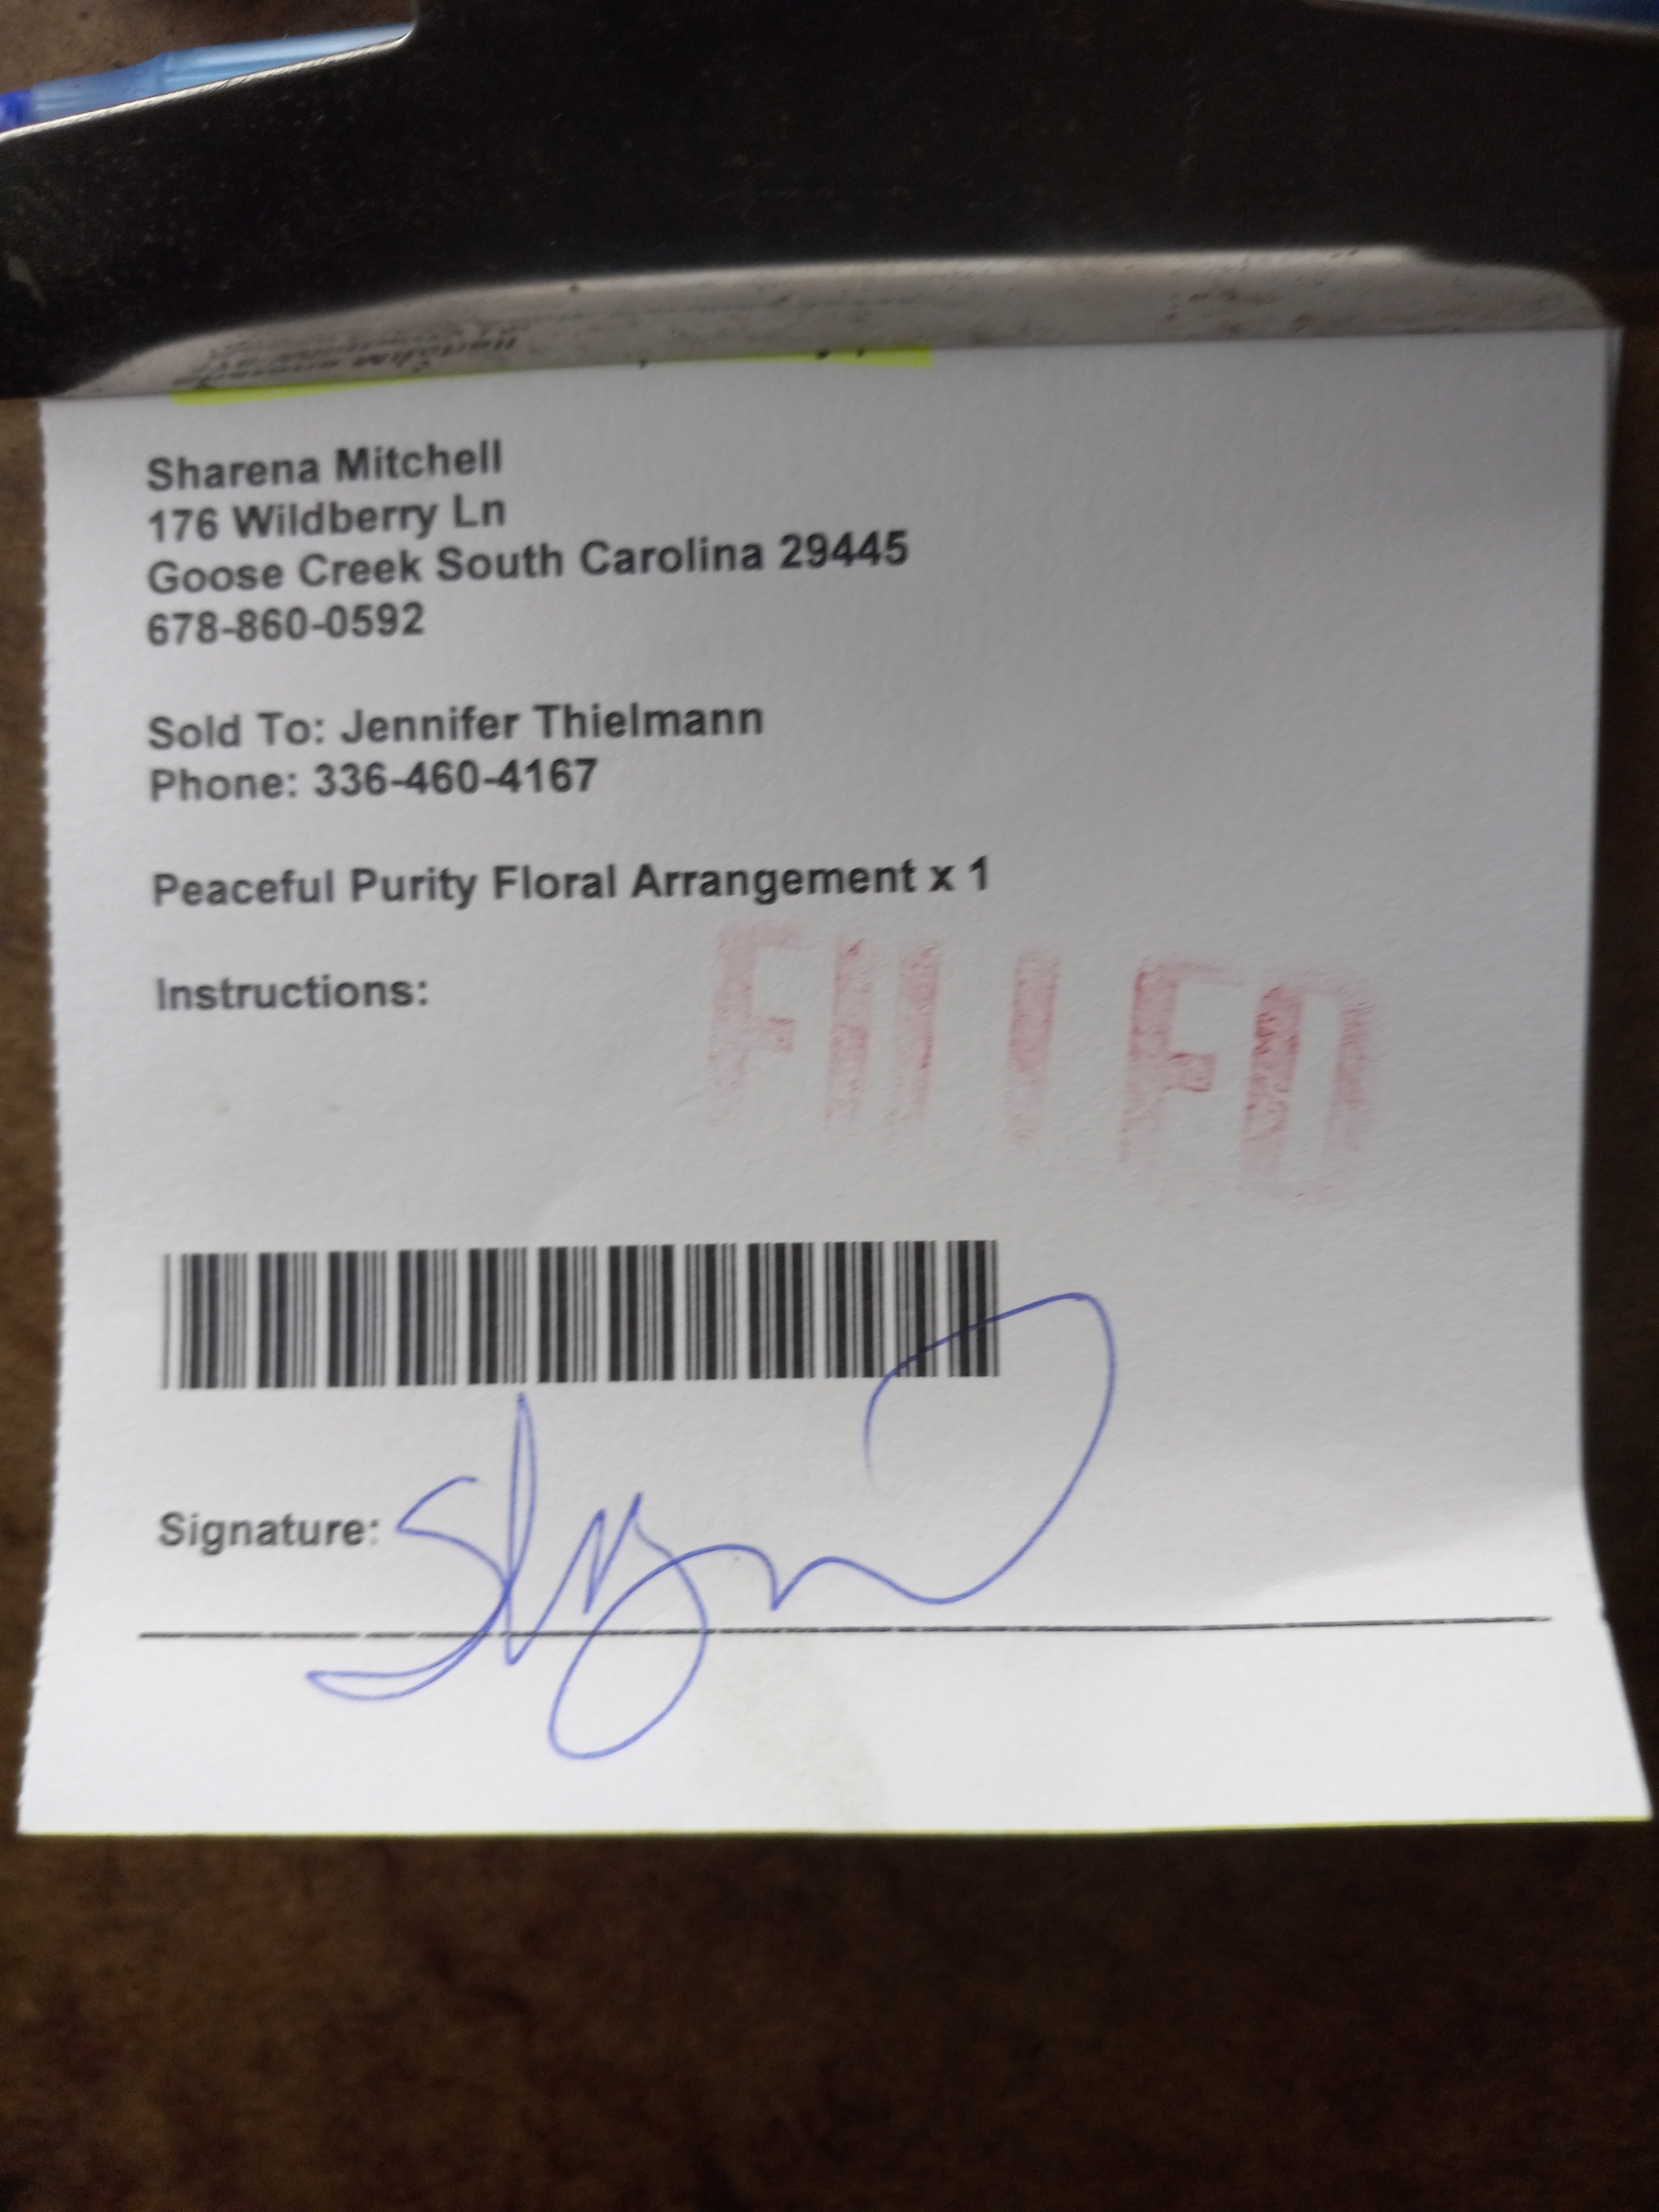 Sharena Mitchell
176 Wildberry Ln
Goose Creek South Carolina 29445
678-860-0592
Sold To: Jennifer Thielmann
Phone: 336-460-4167
Peaceful Purity Floral Arrangement x 1
Instructions:
Signature: